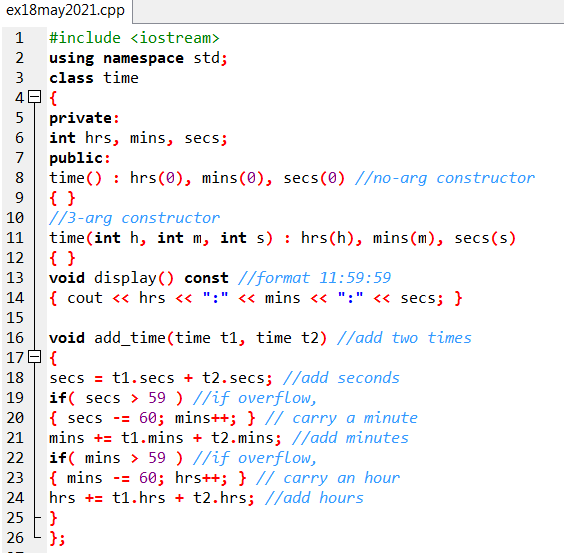 ex18may2021.cpp
1 #include <iostream>
2 using namespace std;
3 class time
4 {
5 private:
6 int hrs, mins, secs;
7 public:
8 time() : hrs(0), mins(0), secs(0) //no-arg constructor
9 { }
10 //3-arg constructor
11 time(int h, int m, int s) : hrs(h), mins(m), secs(s)
12 { }
13 void display() const //format 11:59:59
14 { cout << hrs << ":" << mins << ":" << secs; }
15
16 void add_time(time t1, time t2) //add two times
17 {
18 secs = t1.secs + t2.secs; //add seconds
19 if( secs > 59 ) //if overflow,
20 { secs -= 60; mins++; } // carry a minute
21 mins += t1.mins + t2.mins; //add minutes
22 if( mins > 59 ) //if overflow,
23 { mins -= 60; hrs++; } // carry an hour
24 hrs += t1.hrs + t2.hrs; //add hours
25 }
26 };